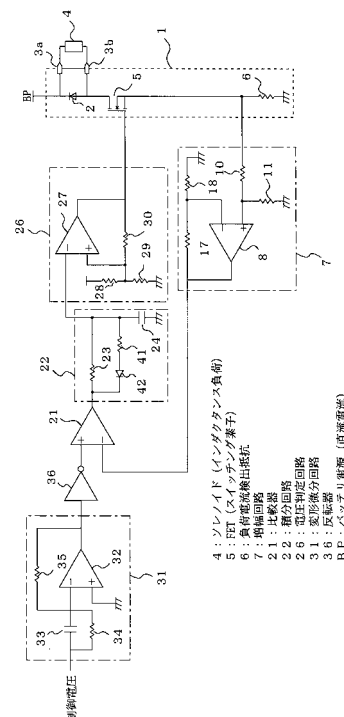 制御電圧
31
33
34
35
32
36
21
22
23
41
42
24
26
27
28
29
30
BP
3a
3b
4
2
5
1
6
7
8
10
11
17
18
4：ソレノイド (インダクタンス負荷)
5：FET (スイッチング素子)
6：負荷電流検出抵抗
7：増幅回路
21：比較器
22：積分回路
26：電圧判定回路
31：変形微分回路
36：反転器
BP：バッテリ電源 (直流電源)